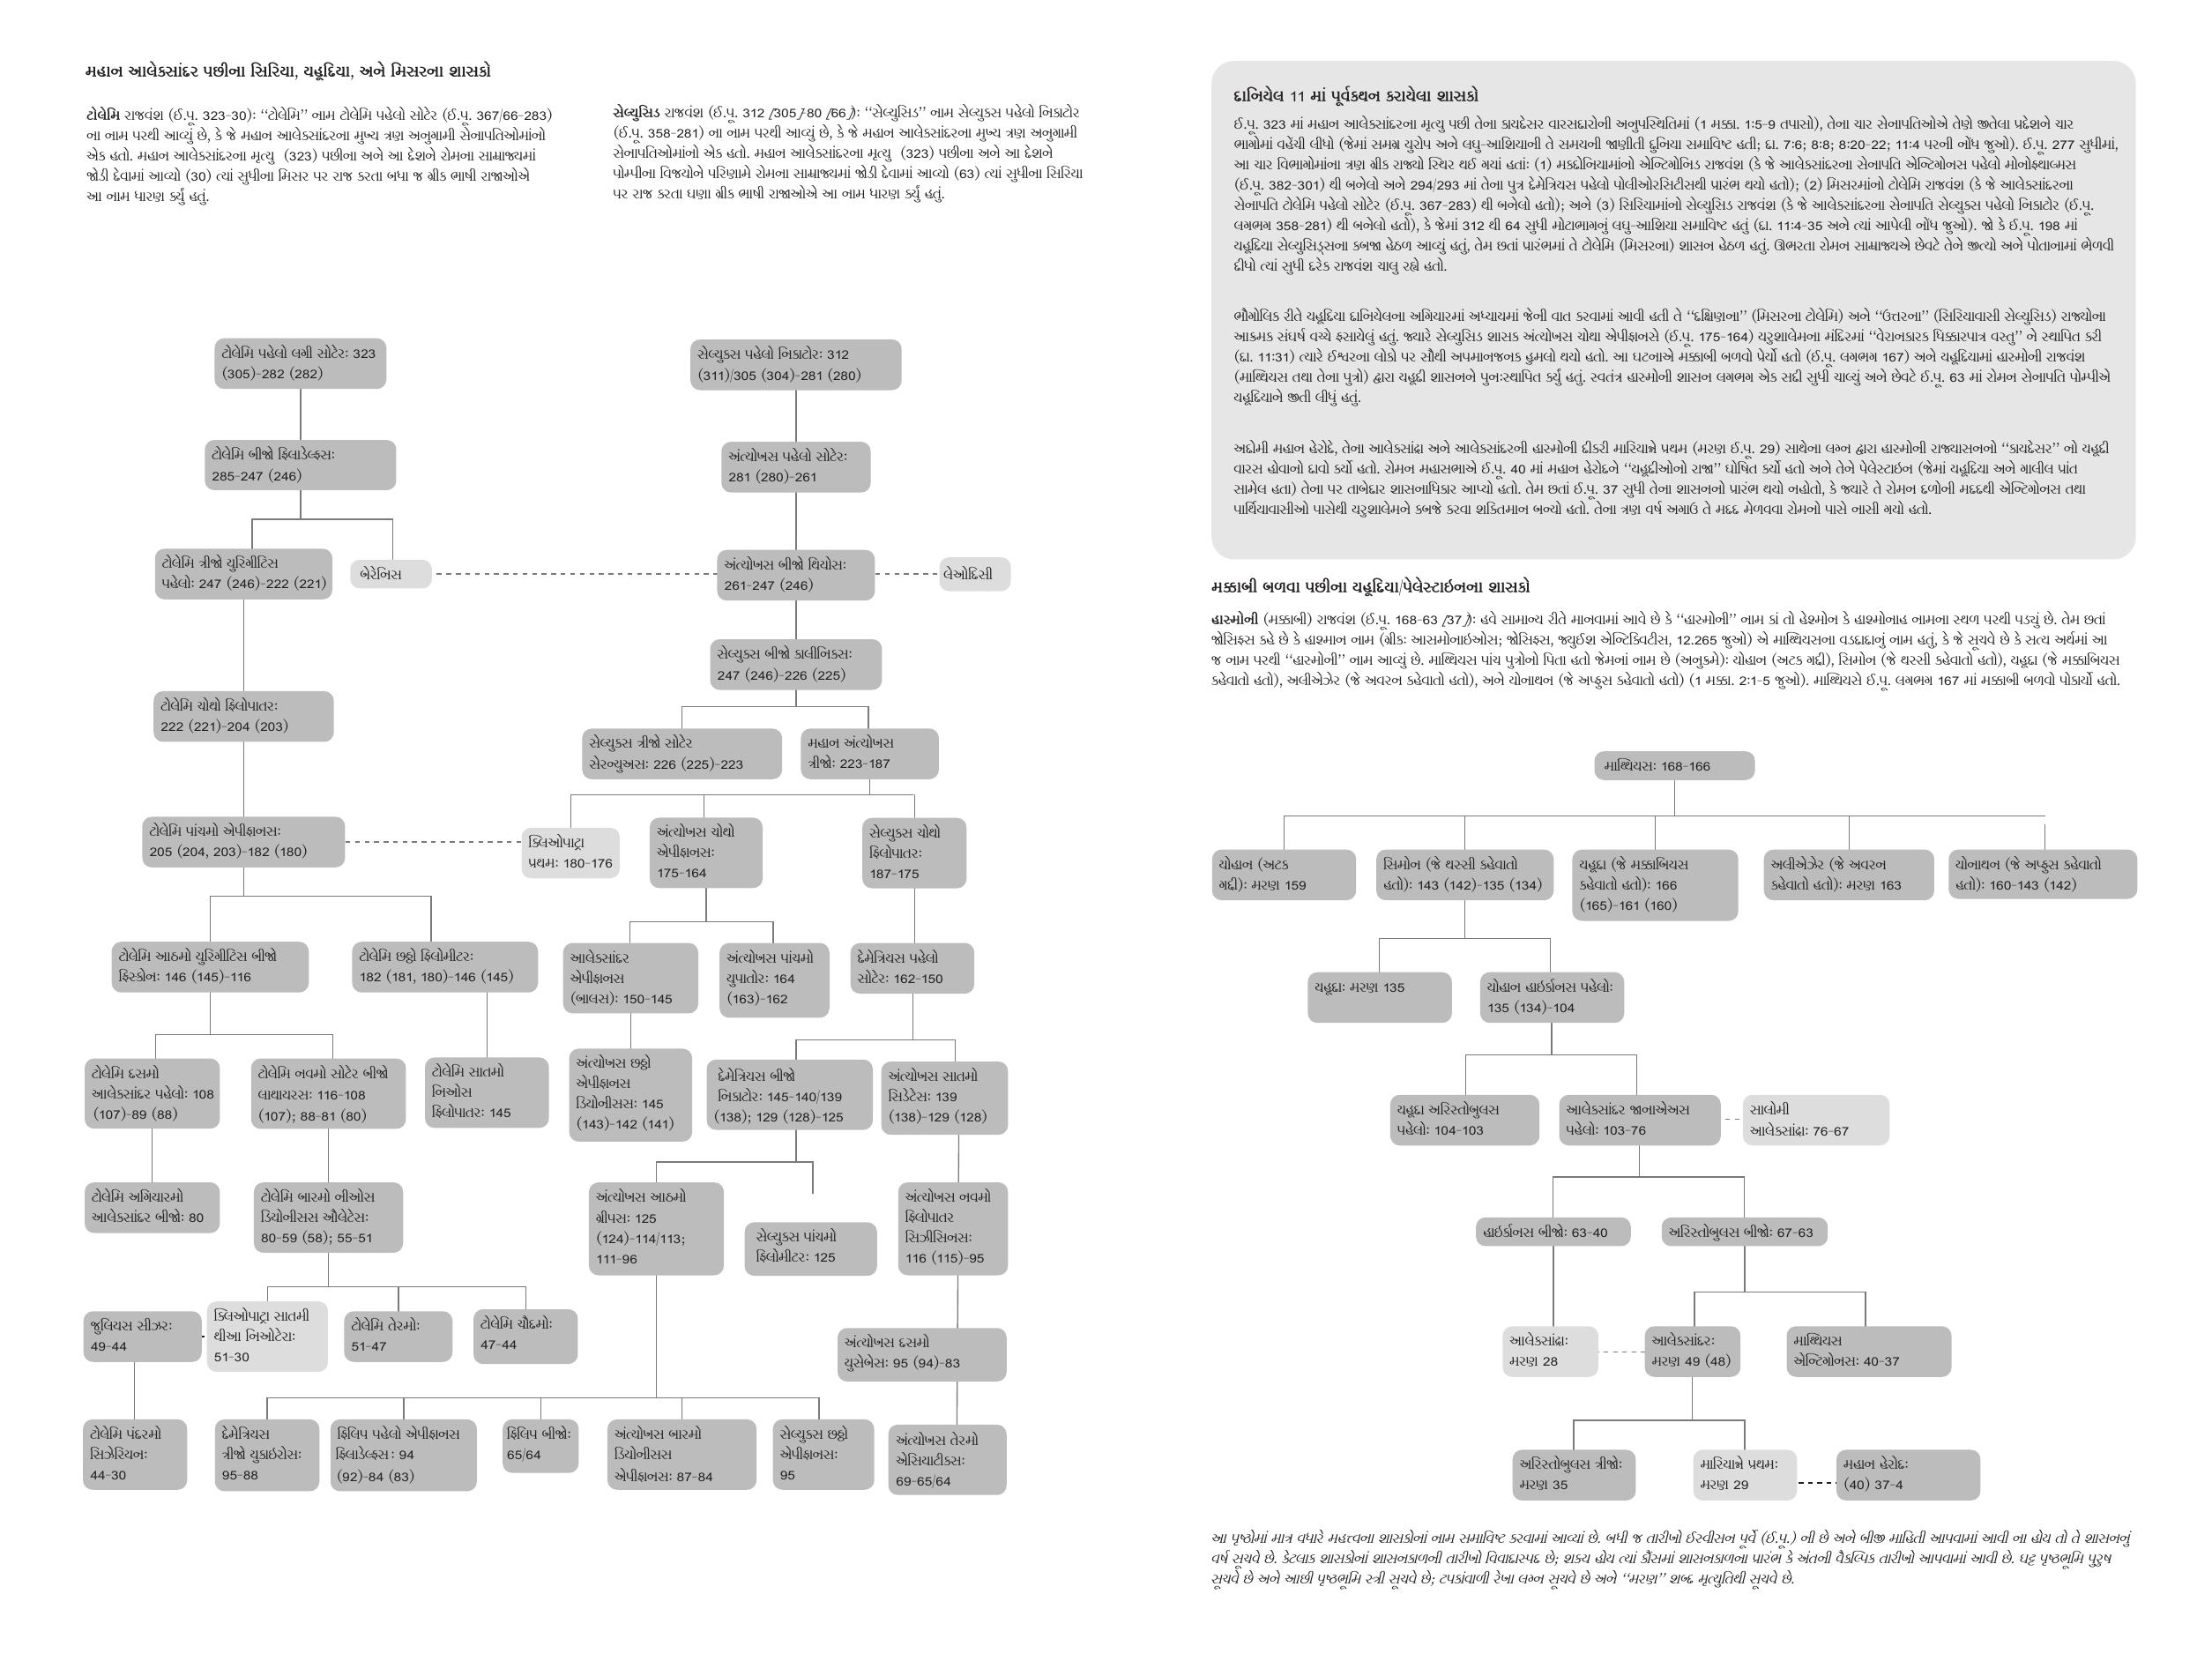 મહાન આલેક્સાંદર પછીના સિરિયા, યહૂદિયા, અને મિસરના શાસકો
ટોલેમિ રાજવંશ (ઈ.પૂ. 323-30): “ટોલેમિ” નામ ટોલેમિ પહેલો સોટેર (ઈ.પૂ. 367/66-283)
ના નામ પરથી આવ્યું છે, કે જે મહાન આલેક્સાંદરના મુખ્ય ત્રણ અનુગામી સેનાપતિઓમાંનો
એક હતો. મહાન આલેક્સાંદરના મૃત્યુ (323) પછીના અને આ દેશને રોમના સામ્રાજ્યમાં
જોડી દેવામાં આવ્યો (30) ત્યાં સુધીના મિસર પર રાજ કરતા બધા જ ગ્રીક ભાષી રાજાઓએ
આ નામ ધારણ કર્યું હતું.
સેલ્યુસિડ રાજવંશ (ઈ.પૂ. 312 [305]-80 [66]): “સેલ્યુસિડ” નામ સેલ્યુક્સ પહેલો નિકાટોર
(ઈ.પૂ. 358-281) ના નામ પરથી આવ્યું છે, કે જે મહાન આલેક્સાંદરના મુખ્ય ત્રણ અનુગામી
સેનાપતિઓમાંનો એક હતો. મહાન આલેક્સાંદરના મૃત્યુ (323) પછીના અને આ દેશને
પોમ્પીના વિજયોને પરિણામે રોમના સામ્રાજ્યમાં જોડી દેવામાં આવ્યો (63) ત્યાં સુધીના સિરિયા
પર રાજ કરતા ઘણા ગ્રીક ભાષી રાજાઓએ આ નામ ધારણ કર્યું હતું.
ટોલેમિ પહેલો લગી સોટેર: 323
(305)-282 (282)
સેલ્યુક્સ પહેલો નિકાટોર: 312
(311)/305 (304)-281 (280)
ટોલેમિ બીજો ફિલાડેલ્ફસ:
285-247 (246)
અંત્યોખસ પહેલો સોટેર:
281 (280)-261
ટોલેમિ ત્રીજો યુરિગીટિસ
પહેલો: 247 (246)-222 (221)
બેરેનિસ
અંત્યોખસ બીજો થિયોસ:
261-247 (246)
લેઓદિસી
સેલ્યુક્સ બીજો કાલીનિક્સ:
247 (246)-226 (225)
ટોલેમિ ચોથો ફિલોપાતર:
222 (221)-204 (203)
સેલ્યુક્સ ત્રીજો સોટેર
સેરન્યુઅસ: 226 (225)-223
મહાન અંત્યોખસ
ત્રીજો: 223-187
ટોલેમિ પાંચમો એપીફાનસ:
205 (204, 203)-182 (180)
ક્લિઓપાટ્રા
પ્રથમ: 180-176
અંત્યોખસ ચોથો
એપીફાનસ:
175-164
સેલ્યુક્સ ચોથો
ફિલોપાતર:
187-175
ટોલેમિ આઠમો યુરિગીટિસ બીજો
ફિસ્કોન: 146 (145)-116
ટોલેમિ છઠ્ઠો ફિલોમીટર:
182 (181, 180)-146 (145)
આલેક્સાંદર
એપીફાનસ
(બાલસ): 150-145
અંત્યોખસ પાંચમો
યુપાતોર: 164
(163)-162
દેમેત્રિયસ પહેલો
સોટેર: 162-150
ટોલેમિ દસમો
આલેક્સાંદર પહેલો: 108
(107)-89 (88)
ટોલેમિ નવમો સોટેર બીજો
લાથાયરસ: 116-108
(107); 88-81 (80)
ટોલેમિ સાતમો
નિઓસ
ફિલોપાતર: 145
અંત્યોખસ છઠ્ઠો
એપીફાનસ
ડિયોનીસસ: 145
(143)-142 (141)
દેમેત્રિયસ બીજો
નિકાટોર: 145-140/139
(138); 129 (128)-125
અંત્યોખસ સાતમો
સિડેટેસ: 139
(138)-129 (128)
ટોલેમિ અગિયારમો
આલેક્સાંદર બીજો: 80
ટોલેમિ બારમો નીઓસ
ડિયોનીસસ ઔલેટેસ:
80-59 (58); 55-51
અંત્યોખસ આઠમો
ગ્રીપસ: 125
(124)-114/113;
111-96
સેલ્યુક્સ પાંચમો
ફિલોમીટર: 125
અંત્યોખસ નવમો
ફિલોપાતર
સિઝીસિનસ:
116 (115)-95
જુલિયસ સીઝર:
49-44
ક્લિઓપાટ્રા સાતમી
થીઆ નિઓટેરા:
51-30
ટોલેમિ તેરમો:
51-47
ટોલેમિ ચૌદમો:
47-44
અંત્યોખસ દસમો
યુસેબેસ: 95 (94)-83
ટોલેમિ પંદરમો
સિઝેરિયન:
44-30
દેમેત્રિયસ
ત્રીજો યુકાઇરોસ:
95-88
ફિલિપ પહેલો એપીફાનસ
ફિલાડેલ્ફસ: 94
(92)-84 (83)
ફિલિપ બીજો:
65/64
અંત્યોખસ બારમો
ડિયોનીસસ
એપીફાનસ: 87-84
સેલ્યુક્સ છઠ્ઠો
એપીફાનસ:
95
અંત્યોખસ તેરમો
એસિયાટીક્સ:
69-65/64
દાનિયેલ 11 માં પૂર્વકથન કરાયેલા શાસકો
ઈ.પૂ. 323 માં મહાન આલેક્સાંદરના મૃત્યુ પછી તેના કાયદેસર વારસદારોની અનુપસ્થિતિમાં (1 મક્કા. 1:5-9 તપાસો), તેના ચાર સેનાપતિઓએ તેણે જીતેલા પ્રદેશને ચાર
ભાગોમાં વહેંચી લીધો (જેમાં સમગ્ર યુરોપ અને લઘુ-આશિયાની તે સમયની જાણીતી દુનિયા સમાવિષ્ટ હતી; દા. 7:6; 8:8; 8:20-22; 11:4 પરની નોંધ જુઓ). ઈ.પૂ. 277 સુધીમાં,
આ ચાર વિભાગોમાંના ત્રણ ગ્રીક રાજ્યો સ્થિર થઈ ગયાં હતાં: (1) મક્દોનિયામાંનો એન્ટિગોનિડ રાજવંશ (કે જે આલેક્સાંદરના સેનાપતિ એન્ટિગોનસ પહેલો મોનોફ્થાલ્મસ
(ઈ.પૂ. 382-301) થી બનેલો અને 294/293 માં તેના પુત્ર દેમેત્રિયસ પહેલો પોલીઓરસિટીસથી પ્રારંભ થયો હતો); (2) મિસરમાંનો ટોલેમિ રાજવંશ (કે જે આલેક્સાંદરના
સેનાપતિ ટોલેમિ પહેલો સોટેર (ઈ.પૂ. 367-283) થી બનેલો હતો); અને (3) સિરિયામાંનો સેલ્યુસિડ રાજવંશ (કે જે આલેક્સાંદરના સેનાપતિ સેલ્યુક્સ પહેલો નિકાટોર (ઈ.પૂ.
લગભગ 358-281) થી બનેલો હતો), કે જેમાં 312 થી 64 સુધી મોટાભાગનું લઘુ-આશિયા સમાવિષ્ટ હતું (દા. 11:4-35 અને ત્યાં આપેલી નોંધ જુઓ). જો કે ઈ.પૂ. 198 માં
યહૂદિયા સેલ્યુસિડ્સના કબજા હેઠળ આવ્યું હતું, તેમ છતાં પ્રારંભમાં તે ટોલેમિ (મિસરના) શાસન હેઠળ હતું. ઊભરતા રોમન સામ્રાજ્યએ છેવટે તેને જીત્યો અને પોતાનામાં ભેળવી
દીધો ત્યાં સુધી દરેક રાજવંશ ચાલુ રહ્યો હતો.
ભૌગોલિક રીતે યહૂદિયા દાનિયેલના અગિયારમાં અધ્યાયમાં જેની વાત કરવામાં આવી હતી તે “દક્ષિણના” (મિસરના ટોલેમિ) અને “ઉત્તરના” (સિરિયાવાસી સેલ્યુસિડ) રાજ્યોના
આક્રમક સંઘર્ષ વચ્ચે ફસાયેલું હતું. જ્યારે સેલ્યુસિડ શાસક અંત્યોખસ ચોથા એપીફાનસે (ઈ.પૂ. 175-164) યરુશાલેમના મંદિરમાં “વેરાનકારક ધિક્કારપાત્ર વસ્તુ” ને સ્થાપિત કરી
(દા. 11:31) ત્યારે ઈશ્વરના લોકો પર સૌથી અપમાનજનક હુમલો થયો હતો. આ ઘટનાએ મક્કાબી બળવો પ્રેર્યો હતો (ઈ.પૂ. લગભગ 167) અને યહૂદિયામાં હાસ્મોની રાજવંશ
(માથ્થિયસ તથા તેના પુત્રો) દ્વારા યહૂદી શાસનને પુનઃસ્થાપિત કર્યું હતું. સ્વતંત્ર હાસ્મોની શાસન લગભગ એક સદી સુધી ચાલ્યું અને છેવટે ઈ.પૂ. 63 માં રોમન સેનાપતિ પોમ્પીએ
યહૂદિયાને જીતી લીધું હતું.
અદોમી મહાન હેરોદે, તેના આલેક્સાંદ્રા અને આલેક્સાંદરની હાસ્મોની દીકરી મારિયાન્ને પ્રથમ (મરણ ઈ.પૂ. 29) સાથેના લગ્ન દ્વારા હાસ્મોની રાજ્યાસનનો “કાયદેસર” નો યહૂદી
વારસ હોવાનો દાવો કર્યો હતો. રોમન મહાસભાએ ઈ.પૂ. 40 માં મહાન હેરોદને “યહૂદીઓનો રાજા” ઘોષિત કર્યો હતો અને તેને પેલેસ્ટાઇન (જેમાં યહૂદિયા અને ગાલીલ પ્રાંત
સામેલ હતા) તેના પર તાબેદાર શાસનાધિકાર આપ્યો હતો. તેમ છતાં ઈ.પૂ. 37 સુધી તેના શાસનનો પ્રારંભ થયો નહોતો, કે જ્યારે તે રોમન દળોની મદદથી એન્ટિગોનસ તથા
પાર્થિયાવાસીઓ પાસેથી યરુશાલેમને કબજે કરવા શક્તિમાન બન્યો હતો. તેના ત્રણ વર્ષ અગાઉ તે મદદ મેળવવા રોમનો પાસે નાસી ગયો હતો.
મક્કાબી બળવા પછીના યહૂદિયા/પેલેસ્ટાઇનના શાસકો
હાસ્મોની (મક્કાબી) રાજવંશ (ઈ.પૂ. 168-63 [37]): હવે સામાન્ય રીતે માનવામાં આવે છે કે “હાસ્મોની” નામ કાં તો હેશ્મોન કે હાશ્મોનાહ નામના સ્થળ પરથી પડ્યું છે. તેમ છતાં
જોસિફસ કહે છે કે હાશ્માન નામ (ગ્રીક: આસમોનાઇઓસ; જોસિફસ, જ્યુઈશ એન્ટિક્વિટીસ, 12.265 જુઓ) એ માથ્થિયસના વડદાદાનું નામ હતું, કે જે સૂચવે છે કે સત્ય અર્થમાં આ
જ નામ પરથી “હાસ્મોની” નામ આવ્યું છે. માથ્થિયસ પાંચ પુત્રોનો પિતા હતો જેમનાં નામ છે (અનુક્રમે): યોહાન (અટક ગદ્દી), સિમોન (જે થસ્સી કહેવાતો હતો), યહૂદા (જે મક્કાબિયસ
કહેવાતો હતો), અલીએઝેર (જે અવરન કહેવાતો હતો), અને યોનાથન (જે અફ્ફુસ કહેવાતો હતો) (1 મક્કા. 2:1-5 જુઓ). માથ્થિયસે ઈ.પૂ. લગભગ 167 માં મક્કાબી બળવો પોકાર્યો હતો.
માથ્થિયસ: 168-166
યોહાન (અટક
ગદ્દી): મરણ 159
સિમોન (જે થસ્સી કહેવાતો
હતો): 143 (142)-135 (134)
યહૂદા (જે મક્કાબિયસ
કહેવાતો હતો): 166
(165)-161 (160)
અલીએઝેર (જે અવરન
કહેવાતો હતો): મરણ 163
યોનાથન (જે અફ્ફુસ કહેવાતો
હતો): 160-143 (142)
યહૂદા: મરણ 135
યોહાન હાઇર્કાનસ પહેલો:
135 (134)-104
યહૂદા અરિસ્તોબુલસ
પહેલો: 104-103
આલેક્સાંદર જાનાએઅસ
પહેલો: 103-76
સાલોમી
આલેક્સાંદ્રા: 76-67
હાઇર્કાનસ બીજો: 63-40
અરિસ્તોબુલસ બીજો: 67-63
આલેક્સાંદ્રા:
મરણ 28
આલેક્સાંદર:
મરણ 49 (48)
માથ્થિયસ
એન્ટિગોનસ: 40-37
અરિસ્તોબુલસ ત્રીજો:
મરણ 35
મારિયાન્ને પ્રથમ:
મરણ 29
મહાન હેરોદ:
(40) 37-4
આ પૃષ્ઠોમાં માત્ર વધારે મહત્ત્વના શાસકોનાં નામ સમાવિષ્ટ કરવામાં આવ્યાં છે. બધી જ તારીખો ઈસ્વીસન પૂર્વે (ઈ.પૂ.) ની છે અને બીજી માહિતી આપવામાં આવી ના હોય તો તે શાસનનું
વર્ષ સૂચવે છે. કેટલાક શાસકોનાં શાસનકાળની તારીખો વિવાદાસ્પદ છે; શક્ય હોય ત્યાં કૌંસમાં શાસનકાળના પ્રારંભ કે અંતની વૈકલ્પિક તારીખો આપવામાં આવી છે. ઘટ્ટ પૃષ્ઠભૂમિ પુરુષ
સૂચવે છે અને આછી પૃષ્ઠભૂમિ સ્ત્રી સૂચવે છે; ટપકાંવાળી રેખા લગ્ન સૂચવે છે અને “મરણ” શબ્દ મૃત્યુતિથી સૂચવે છે.